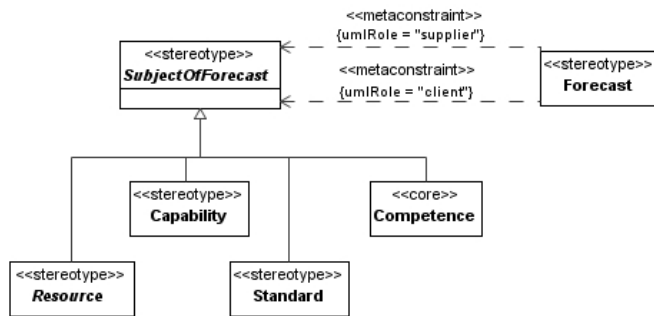 <<metaconstraint>>
{umlRole = "supplier"}
<<stereotype>>
SubjectOfForecast
<<metaconstraint>>
{umlRole = "client"}
<<stereotype>>
Forecast
<<stereotype>>
Capability
<<core>>
Competence
<<stereotype>>
Resource
<<stereotype>>
Standard